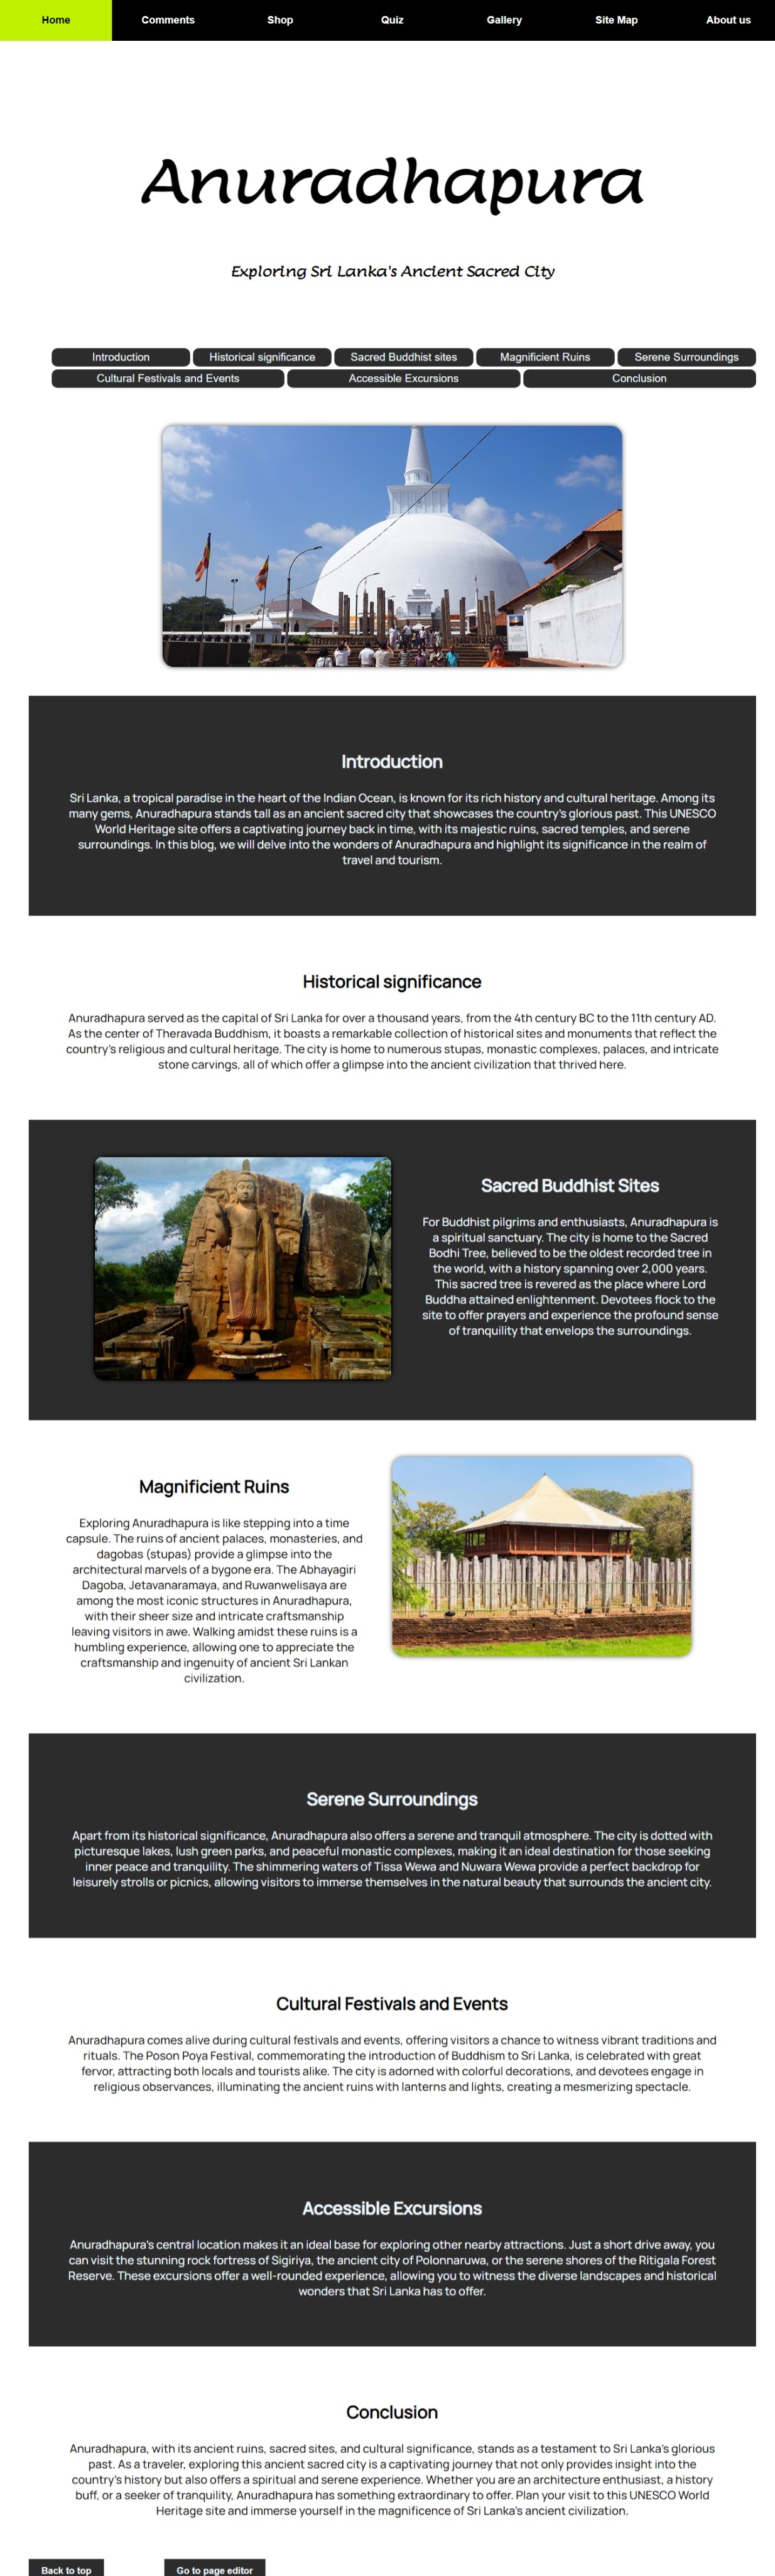 Home Comments Shop Quiz Gallery Site Map About us
Anuradhapura
Exploring Sri Lanka's Ancient Sacred City
Introduction Historical significance Sacred Buddhist sites Magnificient Ruins Serene Surroundings
Cultural Festivals and Events Accessible Excursions Conclusion
Introduction
Sri Lanka, a tropical paradise in the heart of the Indian Ocean, is known for its rich history and cultural heritage. Among its
many gems, Anuradhapura stands tall as an ancient sacred city that showcases the country's glorious past. This UNESCO
World Heritage site offers a captivating journey back in time, with its majestic ruins, sacred temples, and serene
surroundings. In this blog, we will delve into the wonders of Anuradhapura and highlight its significance in the realm of
travel and tourism.
Historical significance
Anuradhapura served as the capital of Sri Lanka for over a thousand years, from the 4th century BC to the 11th century AD.
As the center of Theravada Buddhism, it boasts a remarkable collection of historical sites and monuments that reflect the
country's religious and cultural heritage. The city is home to numerous stupas, monastic complexes, palaces, and intricate
stone carvings, all of which offer a glimpse into the ancient civilization that thrived here.
Sacred Buddhist Sites
For Buddhist pilgrims and enthusiasts, Anuradhapura is
a spiritual sanctuary. The city is home to the Sacred
Bodhi Tree, believed to be the oldest recorded tree in
the world, with a history spanning over 2,000 years.
This sacred tree is revered as the place where Lord
Buddha attained enlightenment. Devotees flock to the
site to offer prayers and experience the profound sense
of tranquility that envelops the surroundings.
Magnificient Ruins
Exploring Anuradhapura is like stepping into a time
capsule. The ruins of ancient palaces, monasteries, and
dagobas (stupas) provide a glimpse into the
architectural marvels of a bygone era. The Abhayagiri
Dagoba, Jetavanaramaya, and Ruwanwelisaya are
among the most iconic structures in Anuradhapura,
with their sheer size and intricate craftsmanship
leaving visitors in awe. Walking amidst these ruins is a
humbling experience, allowing one to appreciate the
craftsmanship and ingenuity of ancient Sri Lankan
civilization.
Serene Surroundings
Apart from its historical significance, Anuradhapura also offers a serene and tranquil atmosphere. The city is dotted with
picturesque lakes, lush green parks, and peaceful monastic complexes, making it an ideal destination for those seeking
inner peace and tranquility. The shimmering waters of Tissa Wewa and Nuwara Wewa provide a perfect backdrop for
leisurely strolls or picnics, allowing visitors to immerse themselves in the natural beauty that surrounds the ancient city.
Cultural Festivals and Events
Anuradhapura comes alive during cultural festivals and events, offering visitors a chance to witness vibrant traditions and
rituals. The Poson Poya Festival, commemorating the introduction of Buddhism to Sri Lanka, is celebrated with great
fervor, attracting both locals and tourists alike. The city is adorned with colorful decorations, and devotees engage in
religious observances, illuminating the ancient ruins with lanterns and lights, creating a mesmerizing spectacle.
Accessible Excursions
Anuradhapura's central location makes it an ideal base for exploring other nearby attractions. Just a short drive away, you
can visit the stunning rock fortress of Sigiriya, the ancient city of Polonnaruwa, or the serene shores of the Ritigala Forest
Reserve. These excursions offer a well-rounded experience, allowing you to witness the diverse landscapes and historical
wonders that Sri Lanka has to offer.
Conclusion
Anuradhapura, with its ancient ruins, sacred sites, and cultural significance, stands as a testament to Sri Lanka's glorious
past. As a traveler, exploring this ancient sacred city is a captivating journey that not only provides insight into the
country's history but also offers a spiritual and serene experience. Whether you are an architecture enthusiast, a history
buff, or a seeker of tranquility, Anuradhapura has something extraordinary to offer. Plan your visit to this UNESCO World
Heritage site and immerse yourself in the magnificence of Sri Lanka's ancient civilization.
Back to top Go to page editor